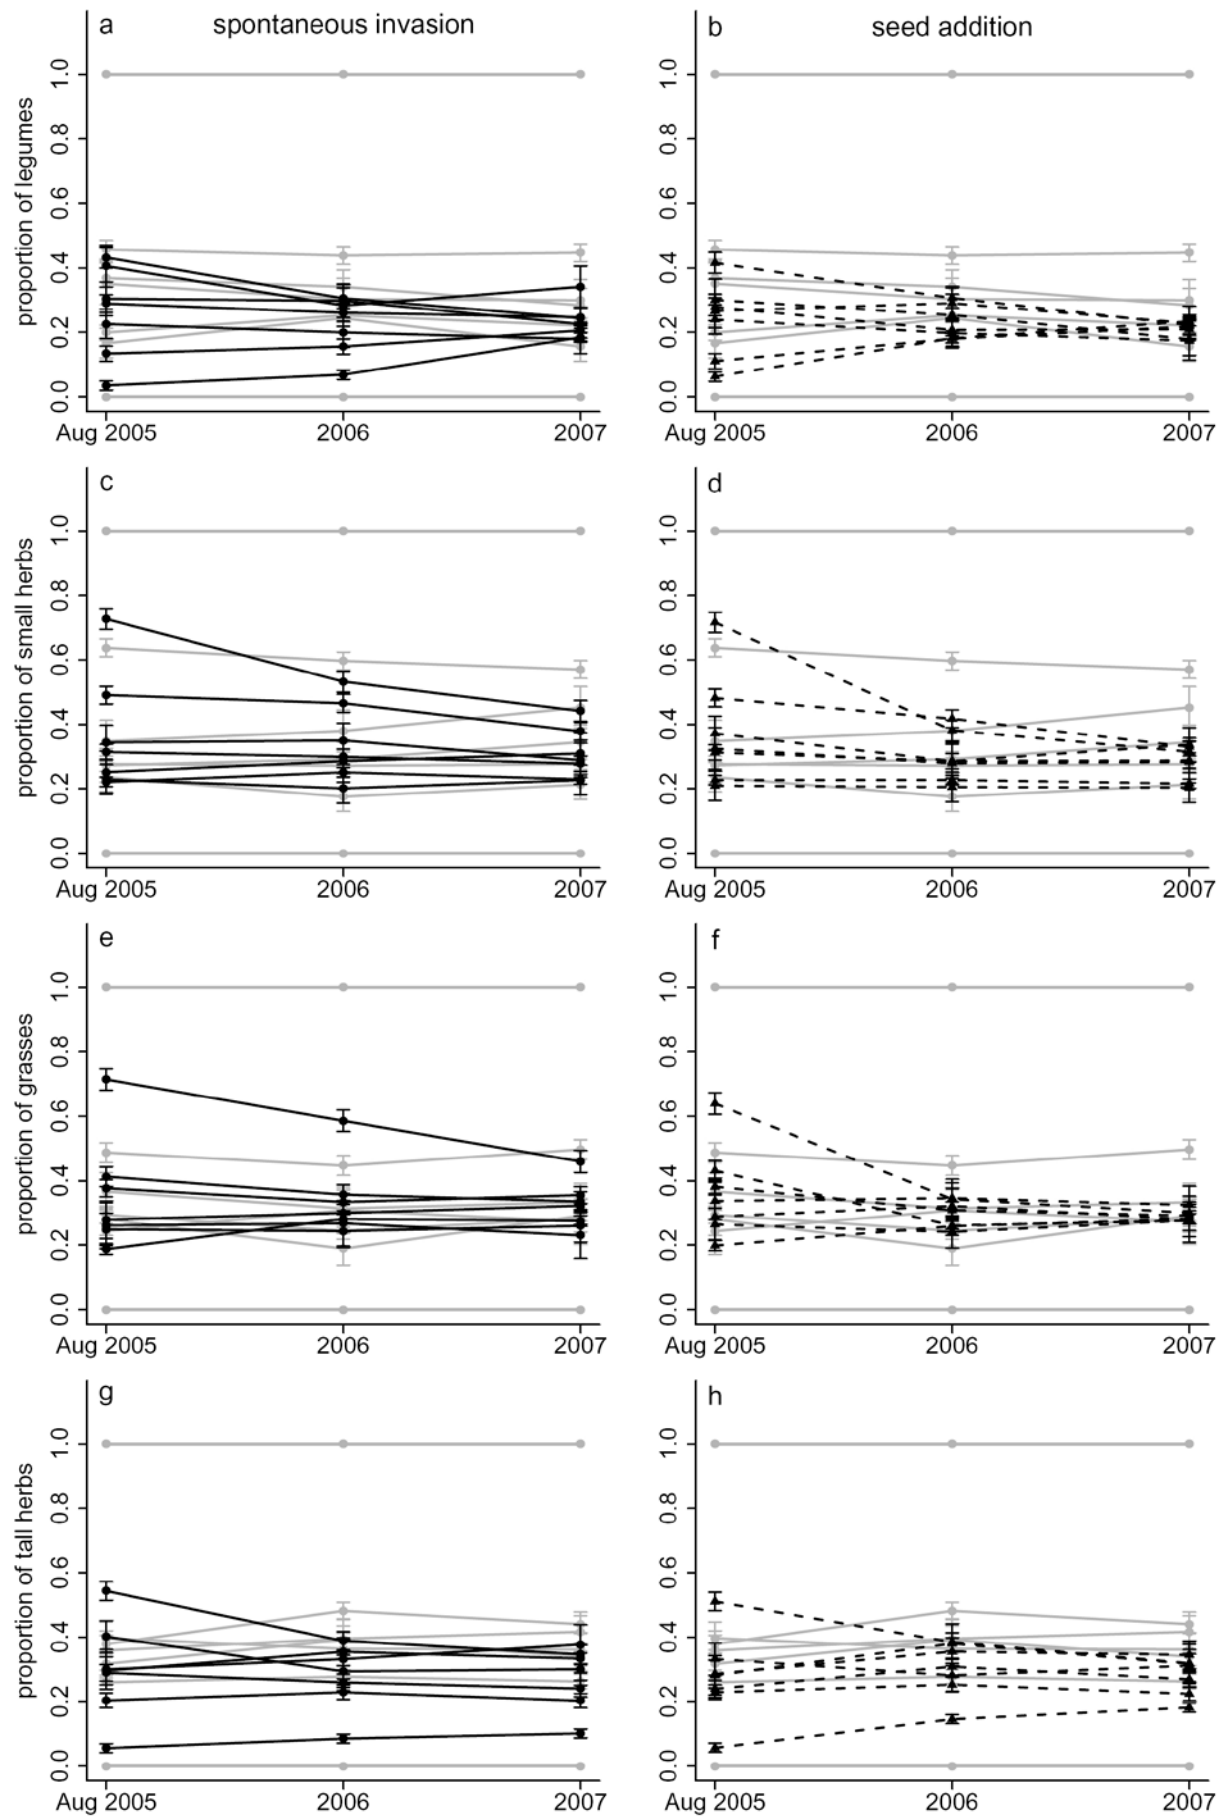 a spontaneous invasion
b seed addition
proportion of legumes
0.0 0.2 0.4 0.6 0.8 1.0
Aug 2005 2006 2007
0.0 0.2 0.4 0.6 0.8 1.0
Aug 2005 2006 2007
c
d
proportion of small herbs
0.0 0.2 0.4 0.6 0.8 1.0
Aug 2005 2006 2007
0.0 0.2 0.4 0.6 0.8 1.0
Aug 2005 2006 2007
e
f
proportion of grasses
0.0 0.2 0.4 0.6 0.8 1.0
Aug 2005 2006 2007
0.0 0.2 0.4 0.6 0.8 1.0
Aug 2005 2006 2007
g
h
proportion of tall herbs
0.0 0.2 0.4 0.6 0.8 1.0
Aug 2005 2006 2007
0.0 0.2 0.4 0.6 0.8 1.0
Aug 2005 2006 2007